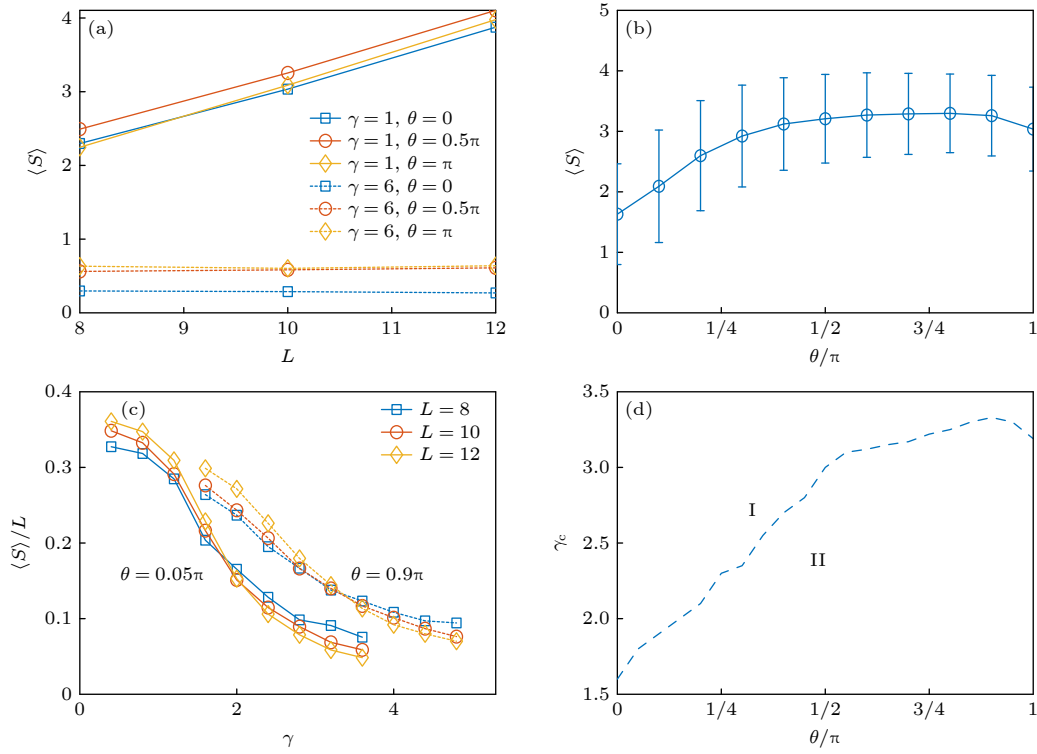 (a)
⟨S⟩
4
3
2
1
0
8
9
10
11
12
L
γ = 1, θ = 0
γ = 1, θ = 0.5π
γ = 1, θ = π
γ = 6, θ = 0
γ = 6, θ = 0.5π
γ = 6, θ = π
(b)
⟨S⟩
5
4
3
2
1
0
0
1/4
1/2
3/4
1
θ/π
(c)
⟨S⟩/L
0.4
0.3
0.2
0.1
0
0
2
4
γ
L = 8
L = 10
L = 12
θ = 0.05π
θ = 0.9π
(d)
γc
3.5
3.0
2.5
2.0
1.5
0
1/4
1/2
3/4
1
θ/π
I
II